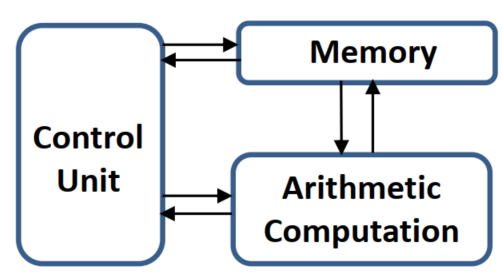 Control
Unit
Memory
Arithmetic
Computation